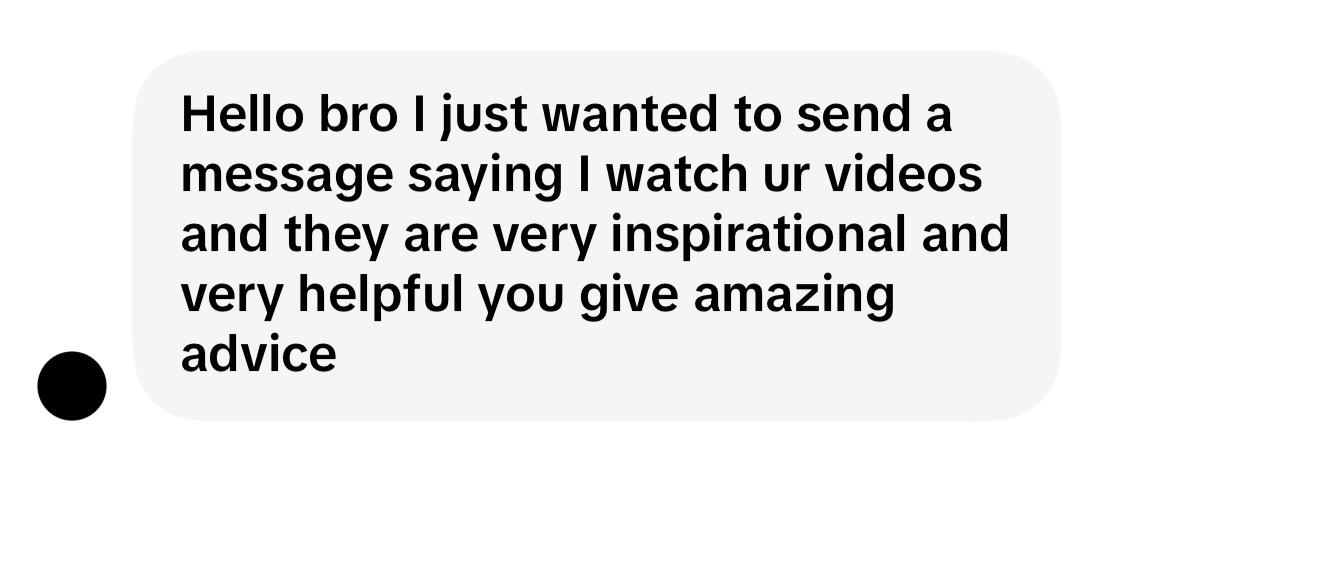 Hello bro I just wanted to send a
message saying I watch ur videos
and they are very inspirational and
very helpful you give amazing
advice